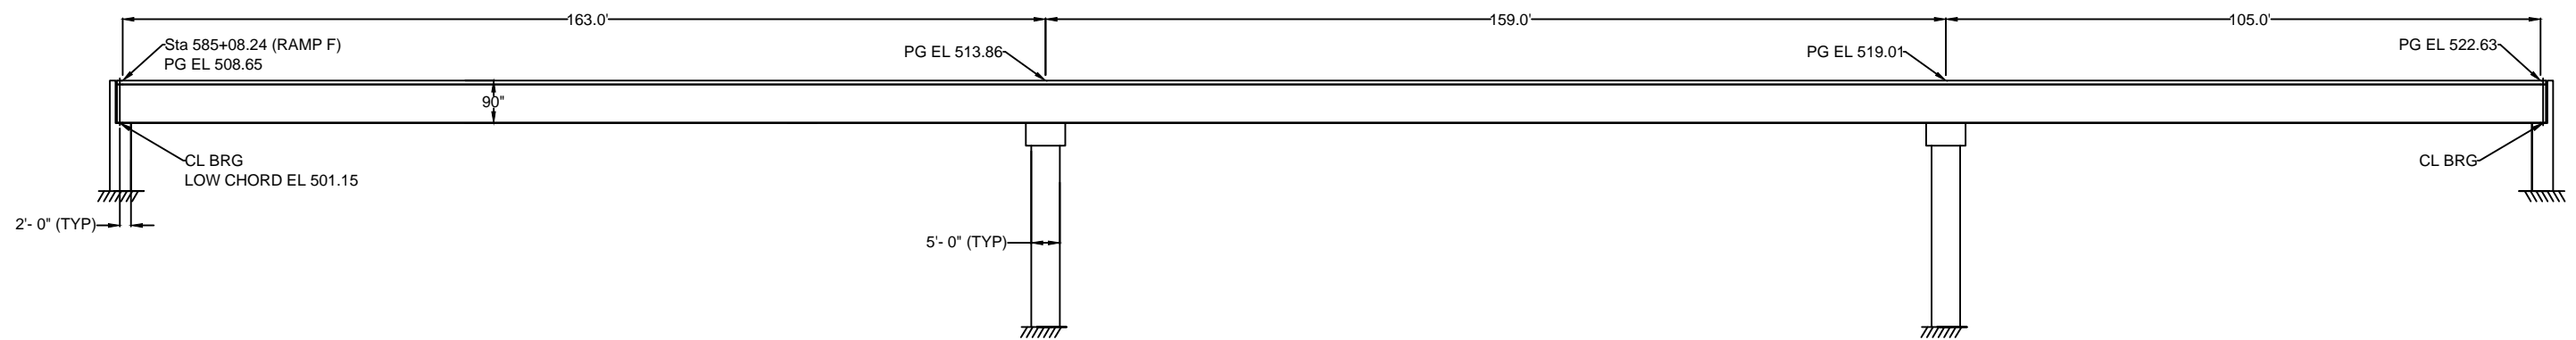 163.0'
159.0'
105.0'
Sta 585+08.24 (RAMP F)
PG EL 508.65
PG EL 513.86
PG EL 519.01
PG EL 522.63
90"
CL BRG
LOW CHORD EL 501.15
CL BRG
2'- 0" (TYP)
5'- 0" (TYP)